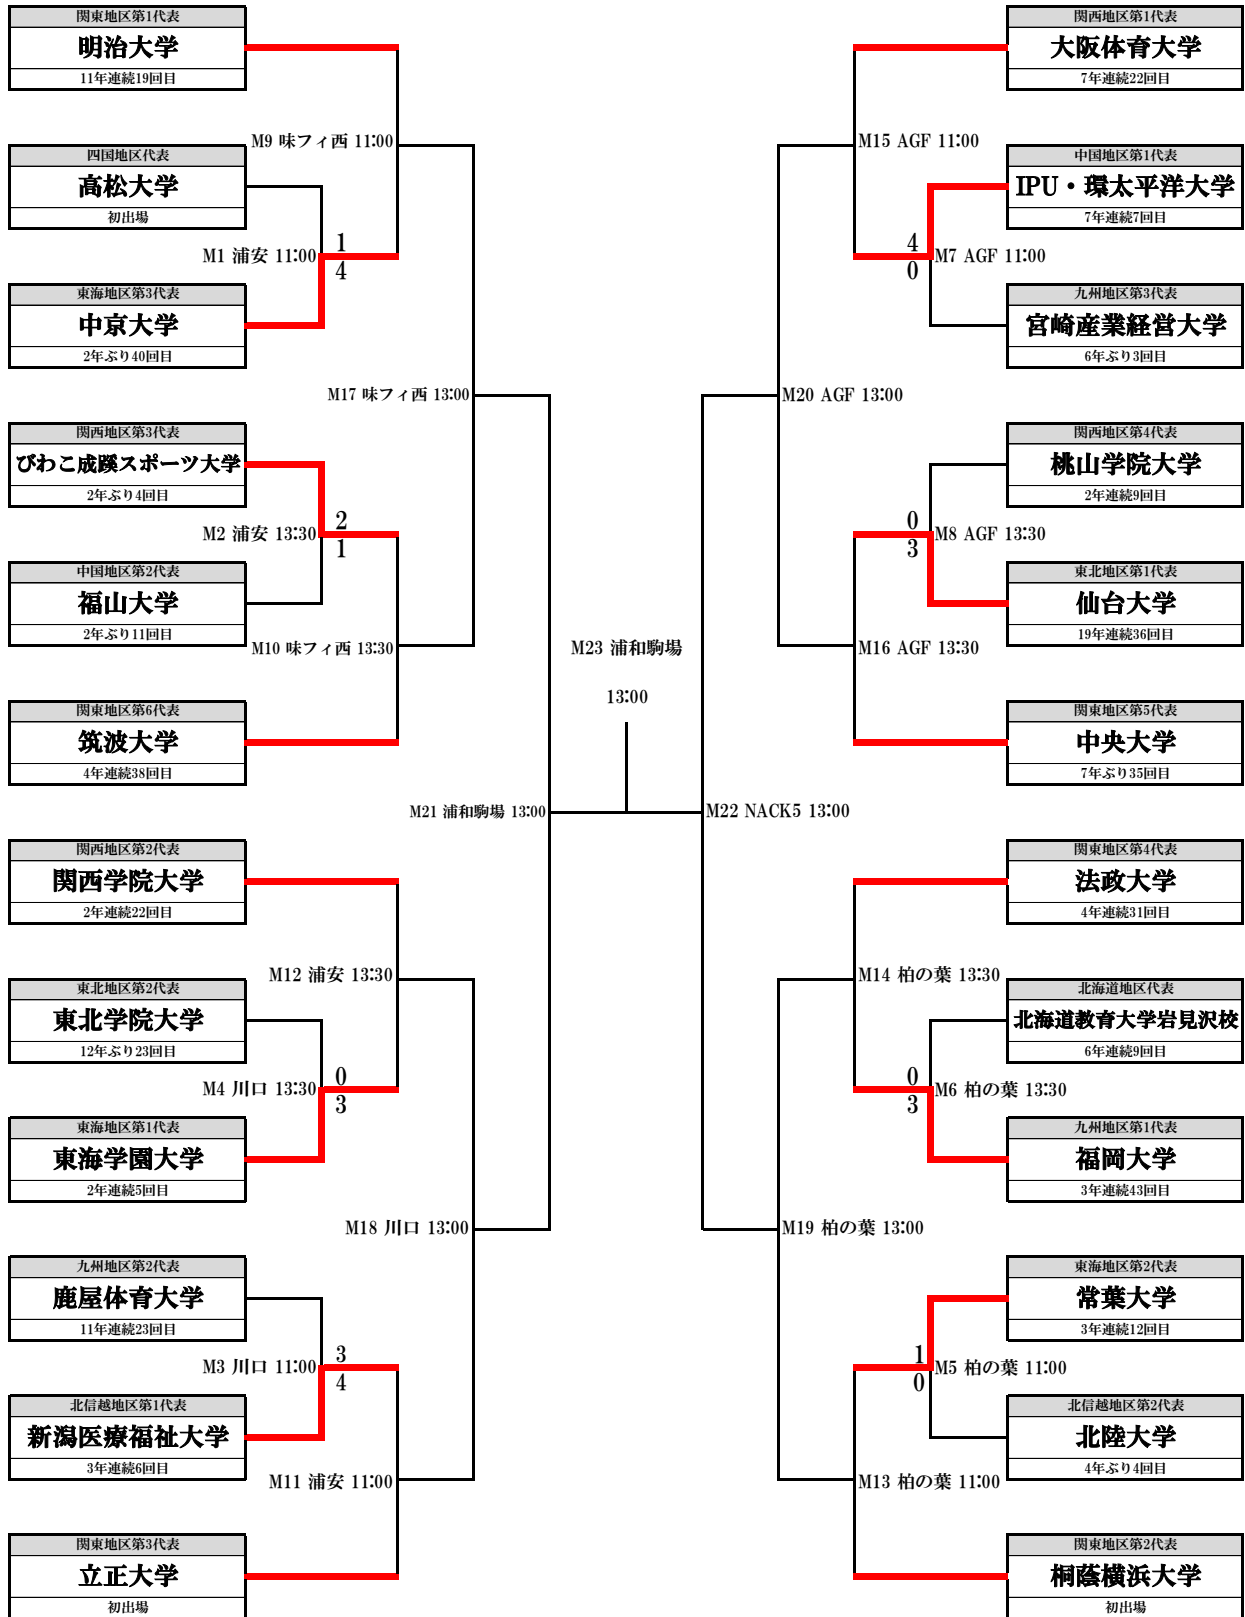 関東地区第1代表
明治大学
11年連続19回目
M9 味フィ西 11:00
四国地区代表
高松大学
初出場
M1 浦安 11:00
1
4
東海地区第3代表
中京大学
2年ぶり40回目
M17 味フィ西 13:00
関西地区第3代表
びわこ成蹊スポーツ大学
2年ぶり4回目
M2 浦安 13:30
2
1
中国地区第2代表
福山大学
2年ぶり11回目
M10 味フィ西 13:30
関東地区第6代表
筑波大学
4年連続38回目
M21 浦和駒場 13:00
関西地区第2代表
関西学院大学
2年連続22回目
M12 浦安 13:30
東北地区第2代表
東北学院大学
12年ぶり23回目
M4 川口 13:30
0
3
東海地区第1代表
東海学園大学
2年連続5回目
M18 川口 13:00
九州地区第2代表
鹿屋体育大学
11年連続23回目
M3 川口 11:00
3
4
北信越地区第1代表
新潟医療福祉大学
3年連続6回目
M11 浦安 11:00
関東地区第3代表
立正大学
初出場
M23 浦和駒場
13:00
関西地区第1代表
大阪体育大学
7年連続22回目
M15 AGF 11:00
中国地区第1代表
IPU・環太平洋大学
7年連続7回目
4
0
M7 AGF 11:00
九州地区第3代表
宮崎産業経営大学
6年ぶり3回目
M20 AGF 13:00
関西地区第4代表
桃山学院大学
2年連続9回目
0
3
M8 AGF 13:30
東北地区第1代表
仙台大学
19年連続36回目
M16 AGF 13:30
関東地区第5代表
中央大学
7年ぶり35回目
M22 NACK5 13:00
関東地区第4代表
法政大学
4年連続31回目
M14 柏の葉 13:30
北海道地区代表
北海道教育大学岩見沢校
6年連続9回目
0
3
M6 柏の葉 13:30
九州地区第1代表
福岡大学
3年連続43回目
M19 柏の葉 13:00
東海地区第2代表
常葉大学
3年連続12回目
1
0
M5 柏の葉 11:00
北信越地区第2代表
北陸大学
4年ぶり4回目
M13 柏の葉 11:00
関東地区第2代表
桐蔭横浜大学
初出場